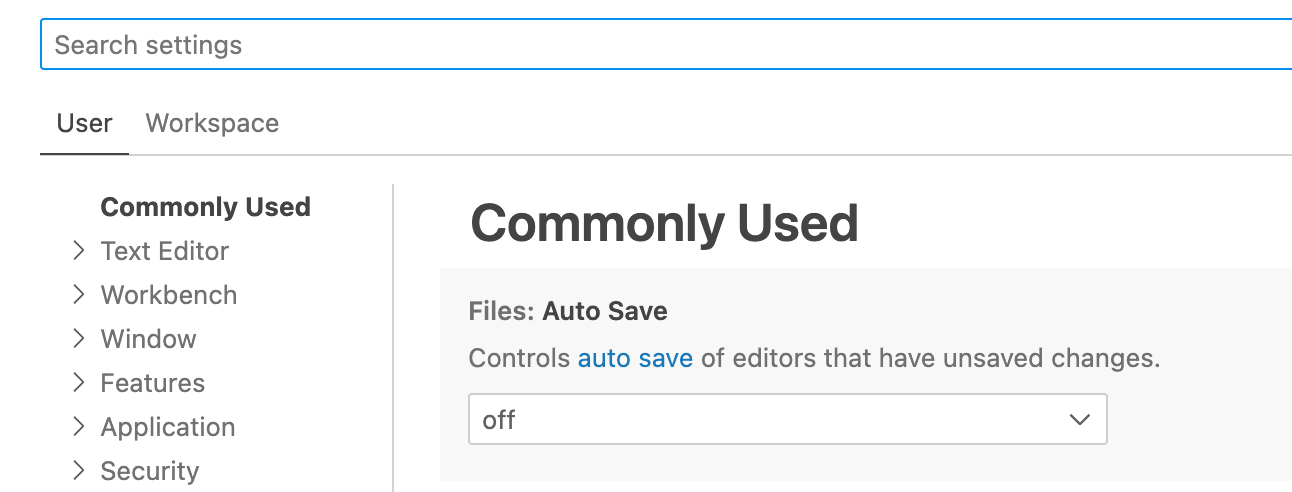 Search settings
User
Workspace
Commonly Used
Text Editor
Workbench
Window
Features
Application
Security
Commonly Used
Files: Auto Save
Controls auto save of editors that have unsaved changes.
off